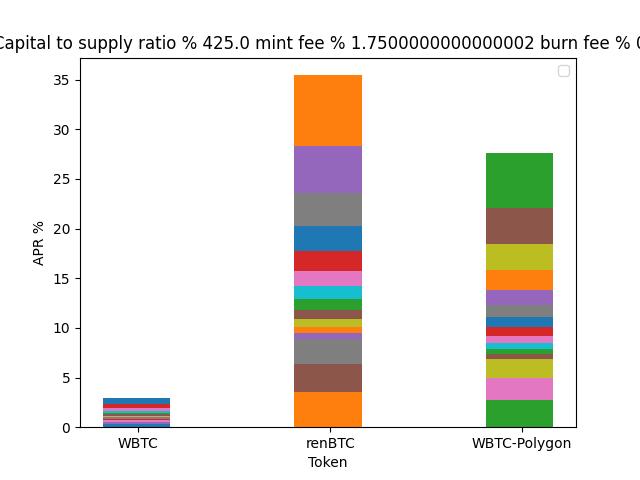 Capital to supply ratio % 425.0 mint fee % 1.7500000000000002 burn fee %
35
30
25
20
15
10
5
0
APR %
WBTC
renBTC
WBTC-Polygon
Token